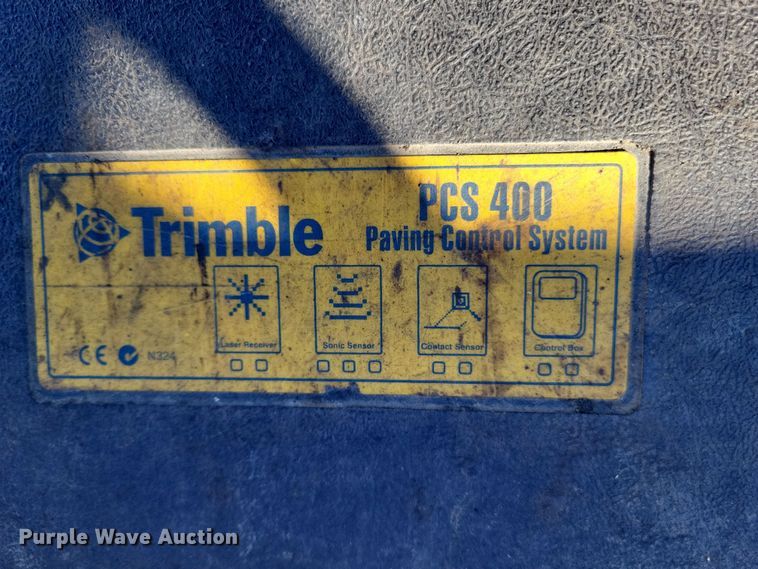 Trimble
PCS 400
Paving Control System
Laser Receiver
Sonic Sensor
Contact Sensor
Control Box
CE N324
Purple Wave Auction